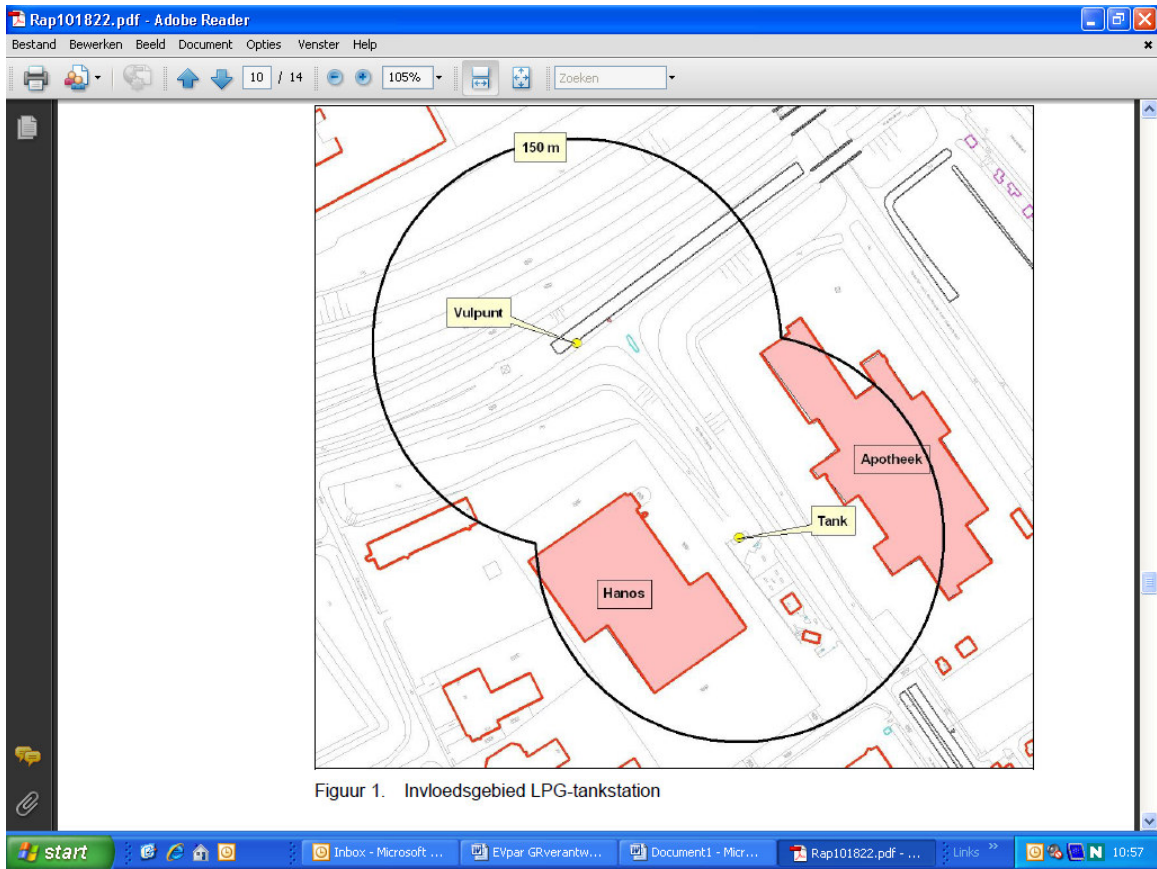 Rap101822.pdf - Adobe Reader
Bestand Bewerken Beeld Document Opties Venster Help
10 / 14 105% Zoeken
150 m
Vulpunt
Apotheek
Tank
Hanos
Figuur 1. Invloedsgebied LPG-tankstation
start Inbox - Microsoft ... EVpar GRverantw... Document1 - Micr... Rap101822.pdf - ... Links » N 10:57